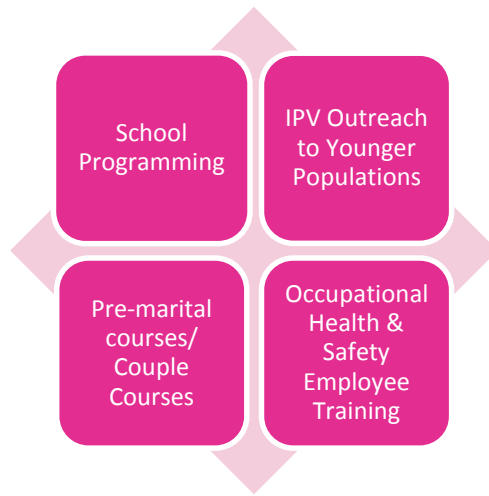 School
Programming
IPV Outreach
to Younger
Populations
Pre-marital
courses/
Couple
Courses
Occupational
Health &
Safety
Employee
Training